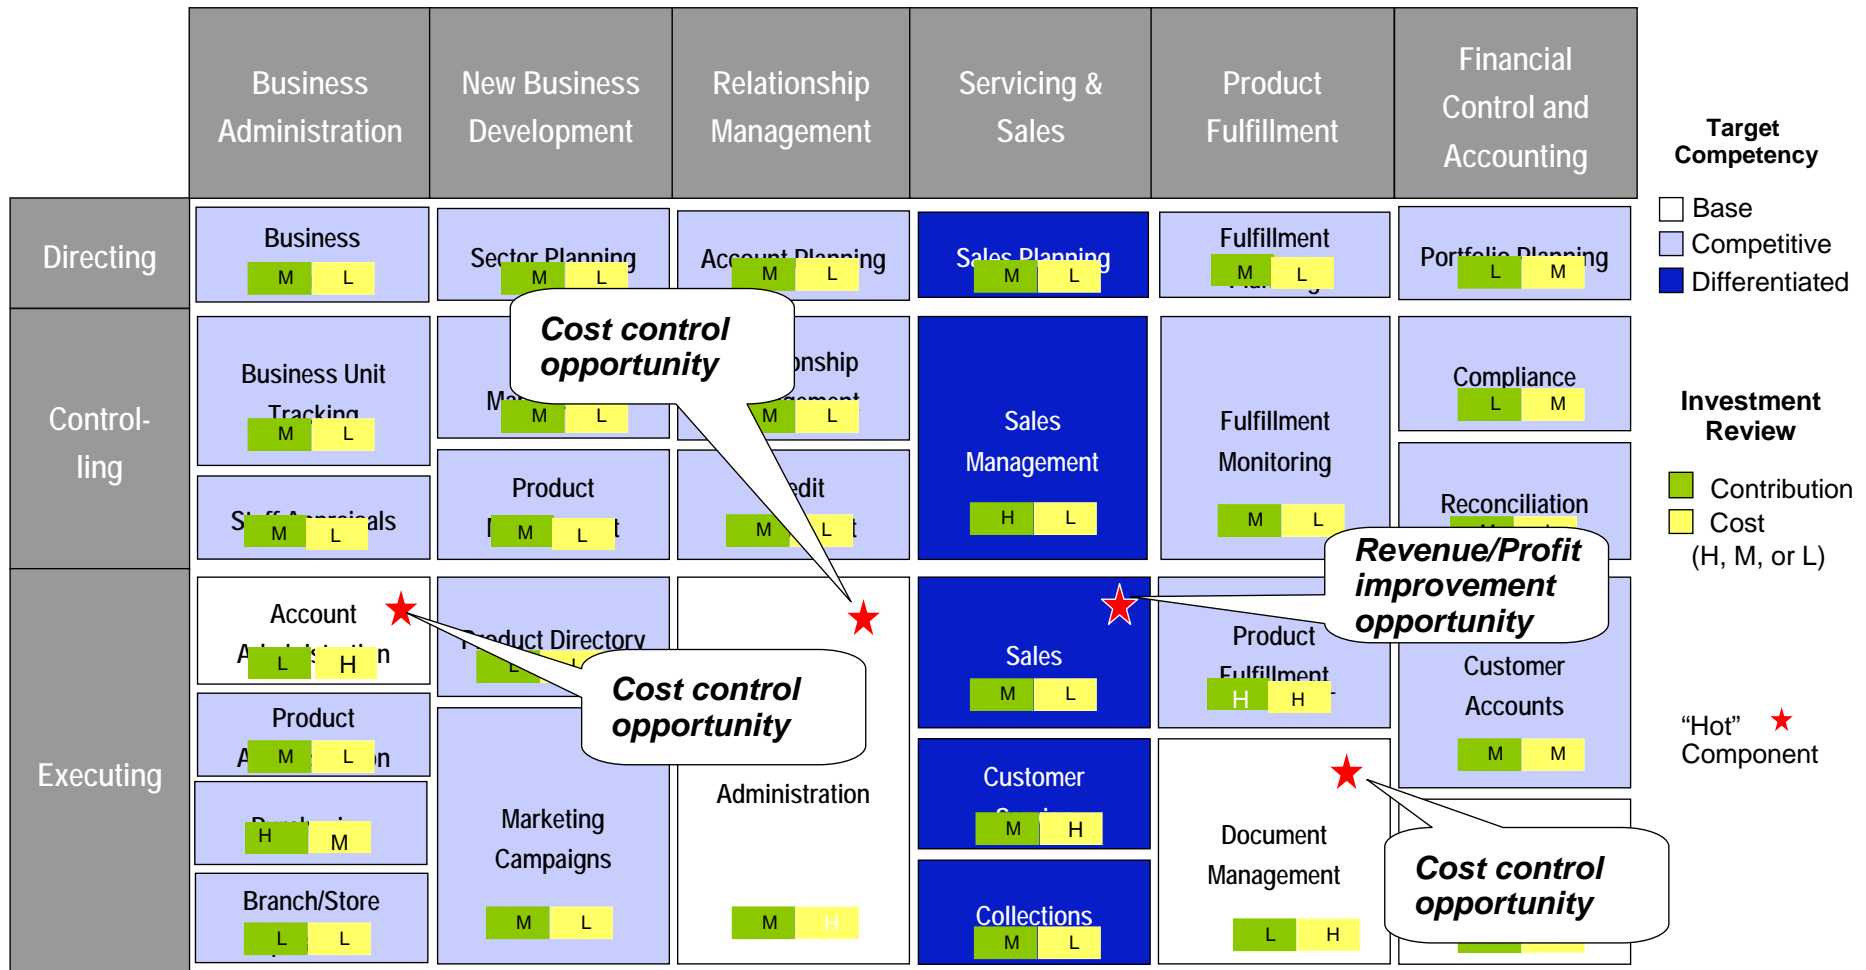 Business
Administration
New Business
Development
Relationship
Management
Servicing &
Sales
Product
Fulfillment
Financial
Control and
Accounting
Target
Competency
Base
Competitive
Differentiated
Directing
Business
M L
Sector Planning
M L
Account Planning
M L
Sales Planning
M L
Fulfillment
M L
Portfolio Planning
L M
Control-
ling
Business Unit
Tracking
M L
Staff Appraisals
M L
Cost control
opportunity
M L
Product
M L
M L
M L
Sales
Management
H L
Fulfillment
Monitoring
M L
Compliance
L M
Reconciliation
Revenue/Profit
improvement
opportunity
Investment
Review
Contribution
Cost
(H, M, or L)
Executing
Account
Administration
L H
Product
M L
H M
Branch/Store
L L
Product Directory
L
Cost control
opportunity
Marketing
Campaigns
M L
Administration
M H
Sales
M L
Customer
M H
Collections
M L
Product
Fulfillment
H H
Document
Management
L H
Customer
Accounts
M M
Cost control
opportunity
“Hot”
Component